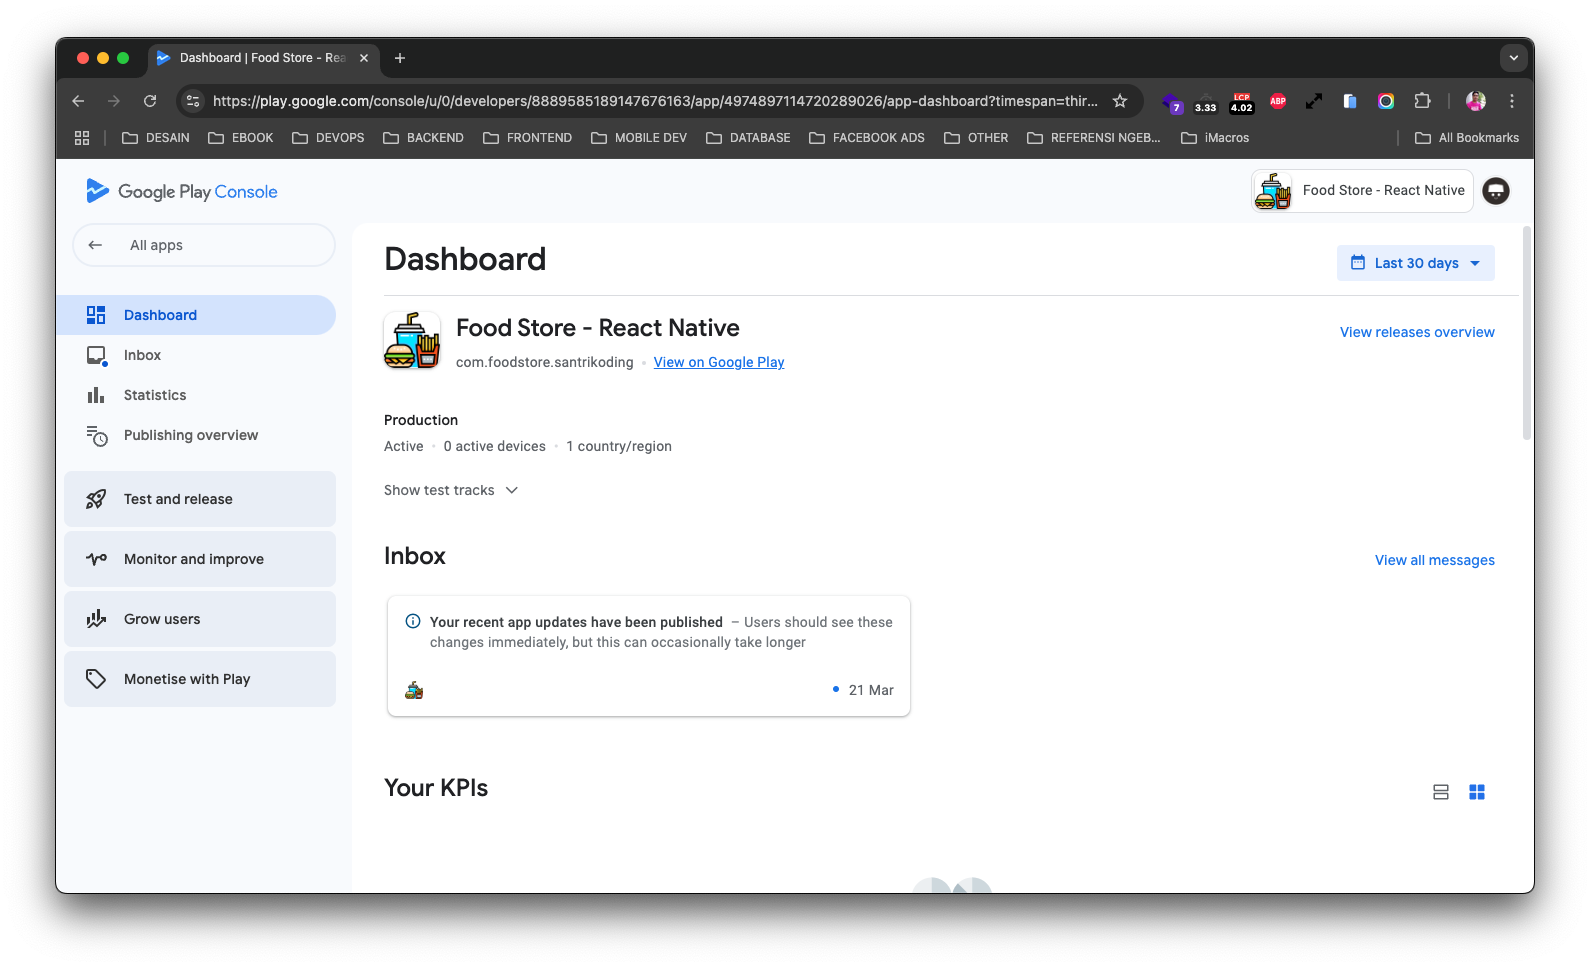 Dashboard | Food Store - Rea
https://play.google.com/console/u/0/developers/8889585189147676163/app/4974897114720289026/app-dashboard?timespan=thir...
7
3.33
LCP
4.02
ABP
DESAIN
EBOOK
DEVOPS
BACKEND
FRONTEND
MOBILE DEV
DATABASE
FACEBOOK ADS
OTHER
REFERENSI NGEB...
iMacros
All Bookmarks
Google Play Console
Food Store - React Native
All apps
Dashboard
Inbox
Statistics
Publishing overview
Test and release
Monitor and improve
Grow users
Monetise with Play
Dashboard
Last 30 days
Food Store - React Native
com.foodstore.santrikoding · View on Google Play
View releases overview
Production
Active · 0 active devices · 1 country/region
Show test tracks
Inbox
View all messages
Your recent app updates have been published – Users should see these
changes immediately, but this can occasionally take longer
21 Mar
Your KPIs